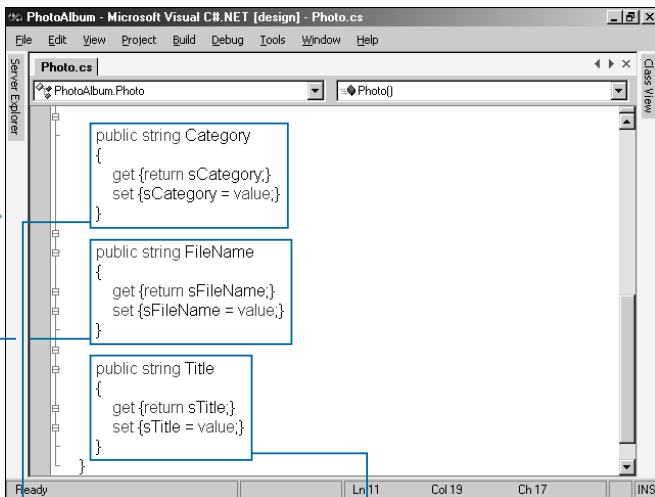 PhotoAlbum - Microsoft Visual C#.NET [design] - Photo.cs
File Edit View Project Build Debug Tools Window Help
Photo.cs
PhotoAlbum.Photo Photo()
Server Explorer
Class View
public string Category
{
get {return sCategory;}
set {sCategory = value;}
}
public string FileName
{
get {return sFileName;}
set {sFileName = value;}
}
public string Title
{
get {return sTitle;}
set {sTitle = value;}
}
}
Ready Ln 11 Col 19 Ch 17 INS